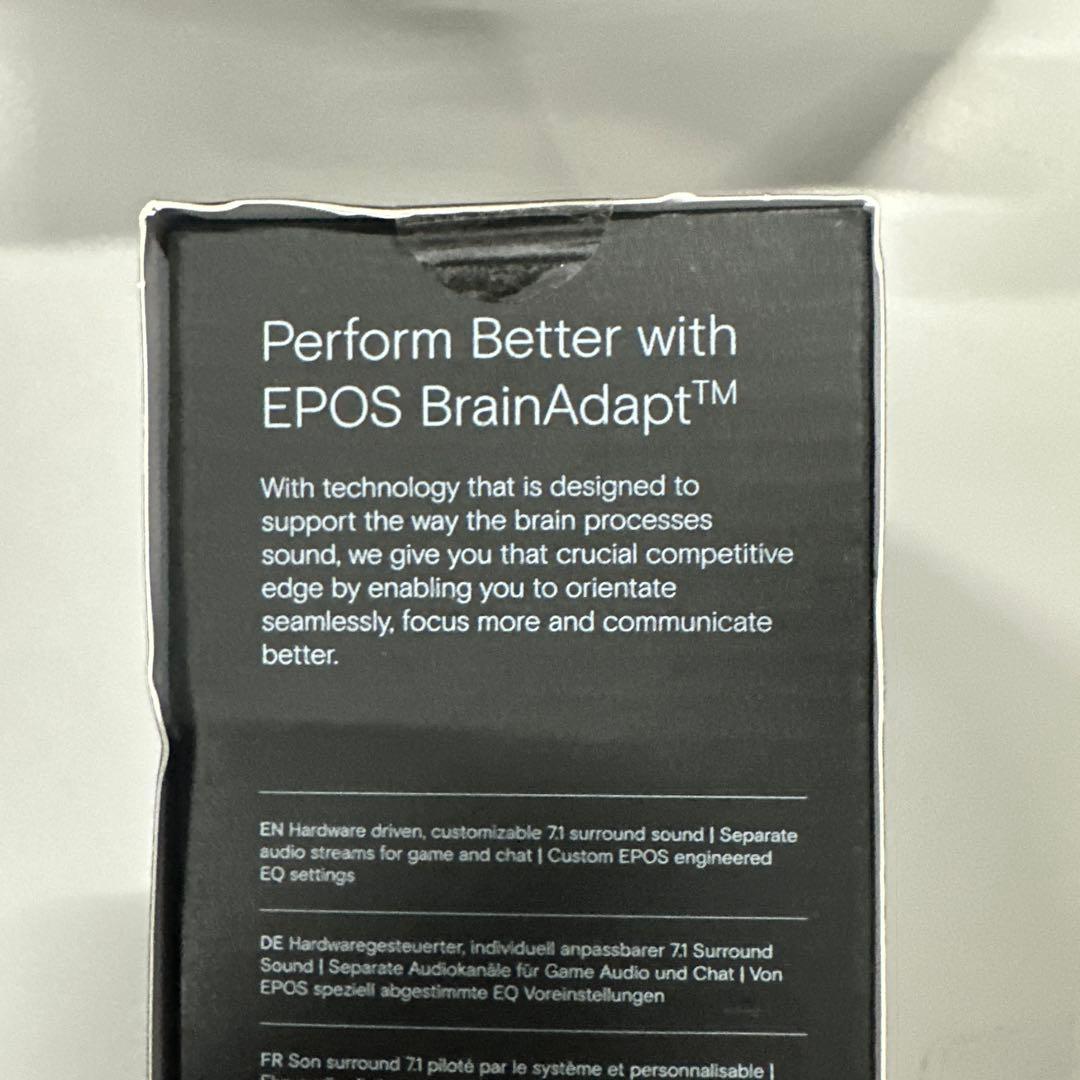 Perform Better with
EPOS BrainAdapt™
With technology that is designed to
support the way the brain processes
sound, we give you that crucial competitive
edge by enabling you to orientate
seamlessly, focus more and communicate
better.
EN Hardware driven, customizable 7.1 surround sound | Separate
audio streams for game and chat | Custom EPOS engineered
EQ settings
DE Hardwaregesteuerter, individuell anpassbarer 7.1 Surround
Sound | Separate Audiokanäle für Game Audio und Chat | Von
EPOS speziell abgestimmte EQ Voreinstellungen
FR Son surround 7.1 piloté par le système et personnalisable |